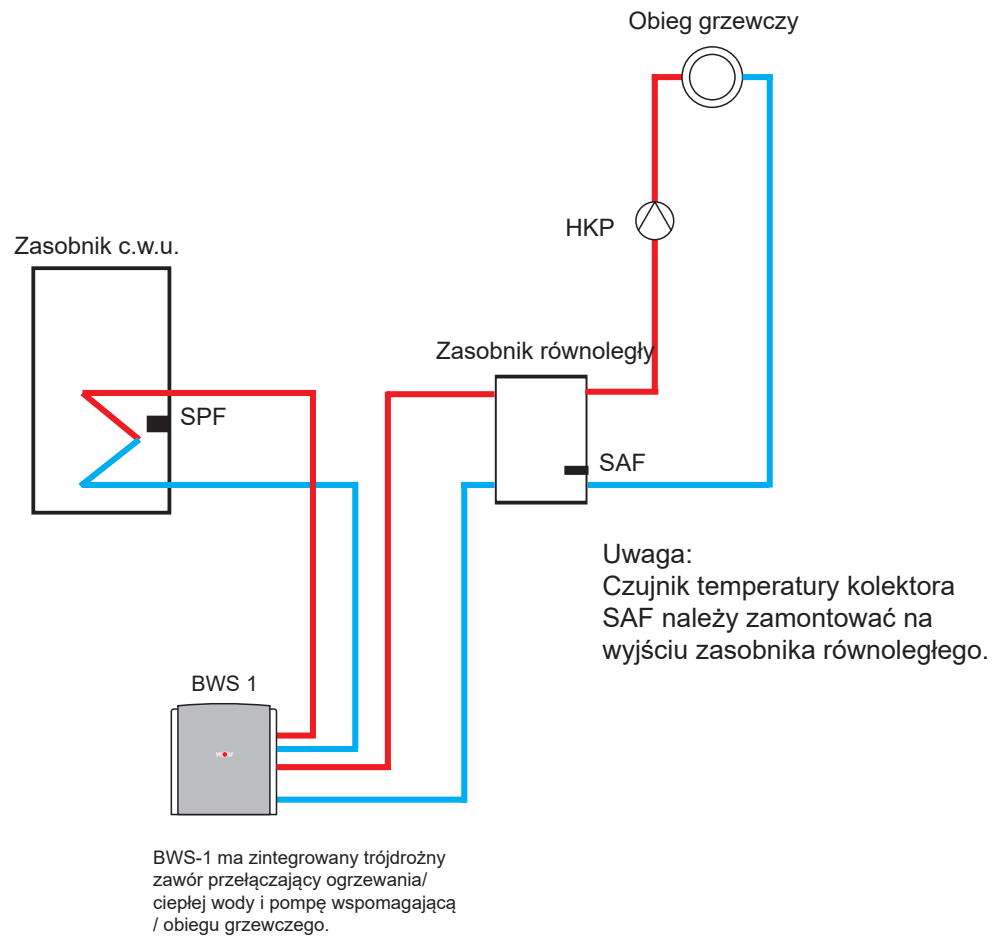 Obieg grzewczy
HKP
Zasobnik c.w.u.
Zasobnik równoległy
SPF
SAF
Uwaga:
Czujnik temperatury kolektora
SAF należy zamontować na
wyjściu zasobnika równoległego.
BWS 1
BWS-1 ma zintegrowany trójdrożny
zawór przełączający ogrzewania/
ciepłej wody i pompę wspomagającą
/ obiegu grzewczego.